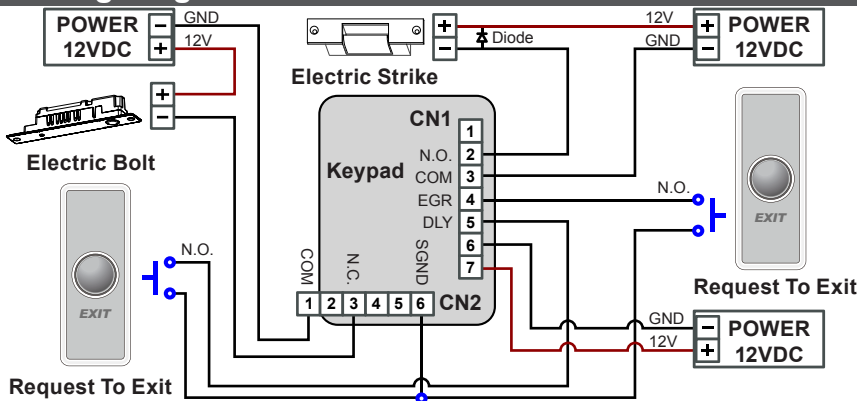 POWER
12VDC
−
+
GND
12V
+
−
Electric Bolt
+
−
Diode
Electric Strike
12V
GND
+
−
POWER
12VDC
CN1
Keypad
1
N.O. 2
COM 3
EGR 4
DLY 5
6
7
COM
N.C.
SGND
1 2 3 4 5 6 CN2
EXIT
N.O.
Request To Exit
N.O.
EXIT
Request To Exit
GND
12V
−
+
POWER
12VDC